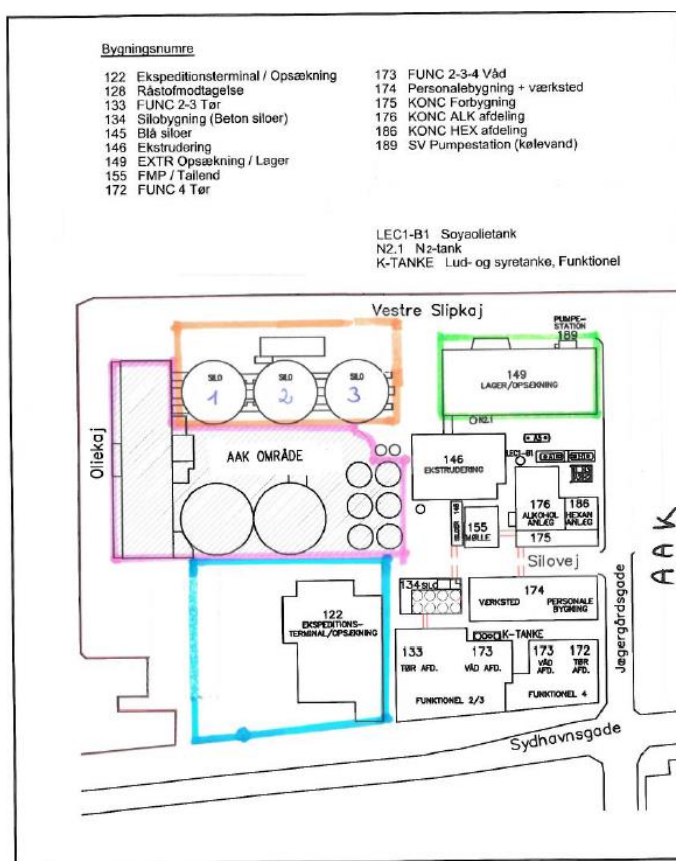 Bygningsnumre
122 Ekspeditionsterminal / Opsækning
128 Råstofmodtagelse
133 FUNC 2-3 Tør
134 Silobygning (Beton siloer)
145 Blå siloer
146 Ekstrudering
149 EXTR Opsækning / Lager
155 FMP / Tailend
172 FUNC 4 Tør
173 FUNC 2-3-4 Våd
174 Personalebygning + værksted
175 KONC Forbygning
176 KONC ALK afdeling
186 KONC HEX afdeling
189 SV Pumpestation (kølevand)
LEC1-B1 Soyaolietank
N2.1 N2-tank
K-TANKE Lud- og syretanke, Funktionel
Vestre Slipkaj
PUMPE-
STATION
189
SILO
1
SILO
2
SILO
3
149
LAGER/OPSÆKNING
N2.1
Oliekaj
AAK OMRÅDE
146
EKSTRUDERING
LEC1-B1
176
ALKOHOL
ANLÆG
186
HEXAN
ANLÆG
155
MØLLE
175
AAK
Silovej
134 SILO
174
VÆRKSTED
PERSONALE
BYGNING
Jægergårdsgade
122
EKSPEDITIONS-
TERMINAL/OPSÆKNING
K-TANKE
133
TØR AFD.
173
VÅD AFD.
FUNKTIONEL 2/3
173
VÅD
AFD.
172
TØR
AFD.
FUNKTIONEL 4
Sydhavnsgade